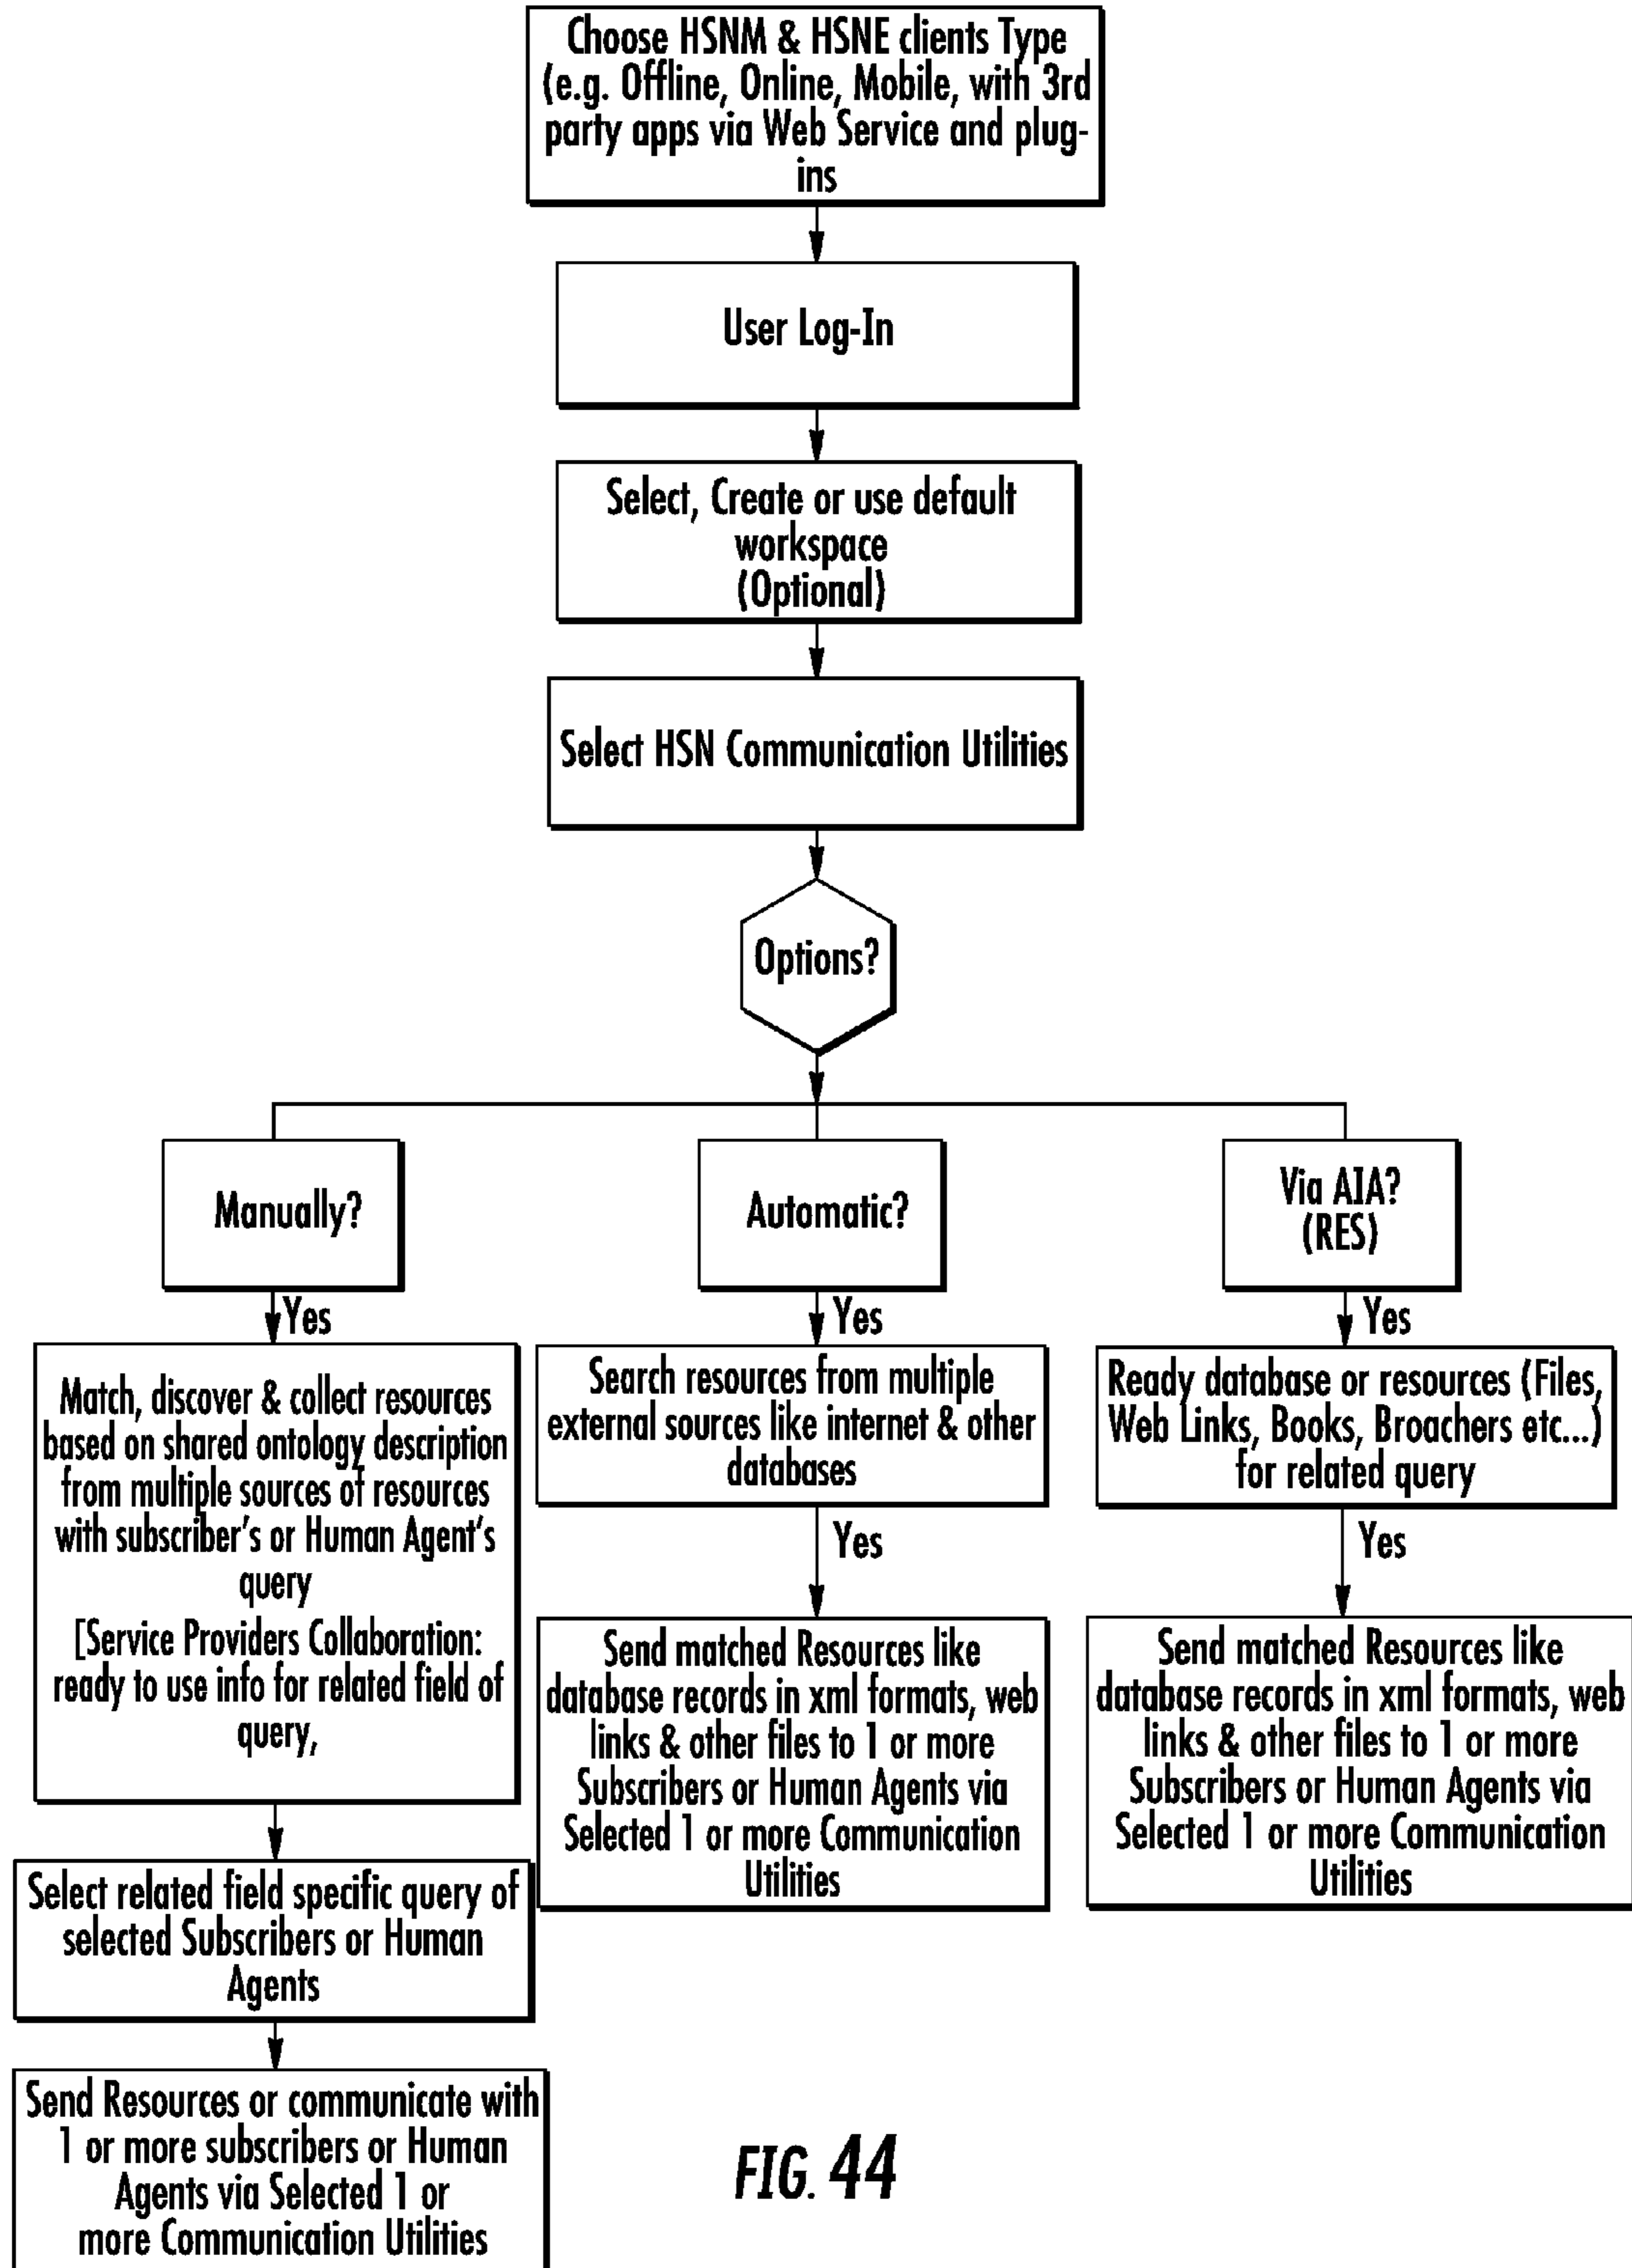 Choose HSNM & HSNE clients Type
(e.g. Offline, Online, Mobile, with 3rd
party apps via Web Service and plug-
ins
User Log-In
Select, Create or use default
workspace
(Optional)
Select HSN Communication Utilities
Options?
Manually?
Automatic?
Via AIA?
(RES)
Yes
Yes
Yes
Match, discover & collect resources
based on shared ontology description
from multiple sources of resources
with subscriber's or Human Agent's
query
[Service Providers Collaboration:
ready to use info for related field of
query,
Search resources from multiple
external sources like internet & other
databases
Ready database or resources (Files,
Web Links, Books, Broachers etc...)
for related query
Yes
Yes
Send matched Resources like
database records in xml formats, web
links & other files to 1 or more
Subscribers or Human Agents via
Selected 1 or more Communication
Utilities
Send matched Resources like
database records in xml formats, web
links & other files to 1 or more
Subscribers or Human Agents via
Selected 1 or more Communication
Utilities
Select related field specific query of
selected Subscribers or Human
Agents
Send Resources or communicate with
1 or more subscribers or Human
Agents via Selected 1 or
more Communication Utilities
FIG. 44